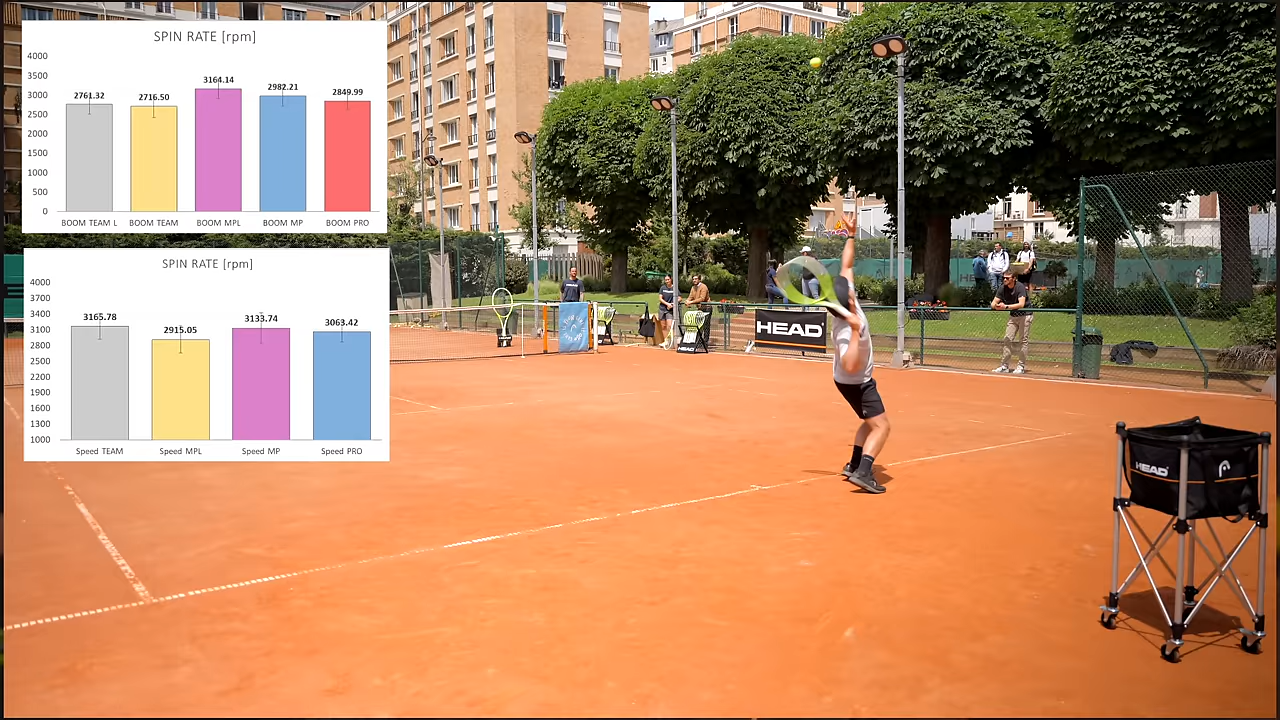 SPIN RATE [rpm]
4000
3500
3000
2500
2000
1500
1000
500
0
2761.32
2716.50
3164.14
2982.21
2849.99
BOOM TEAM L
BOOM TEAM
BOOM MPL
BOOM MP
BOOM PRO
SPIN RATE [rpm]
4000
3700
3400
3100
2800
2500
2200
1900
1600
1300
1000
3165.78
2915.05
3133.74
3063.42
Speed TEAM
Speed MPL
Speed MP
Speed PRO
HEAD
HEAD
HEAD